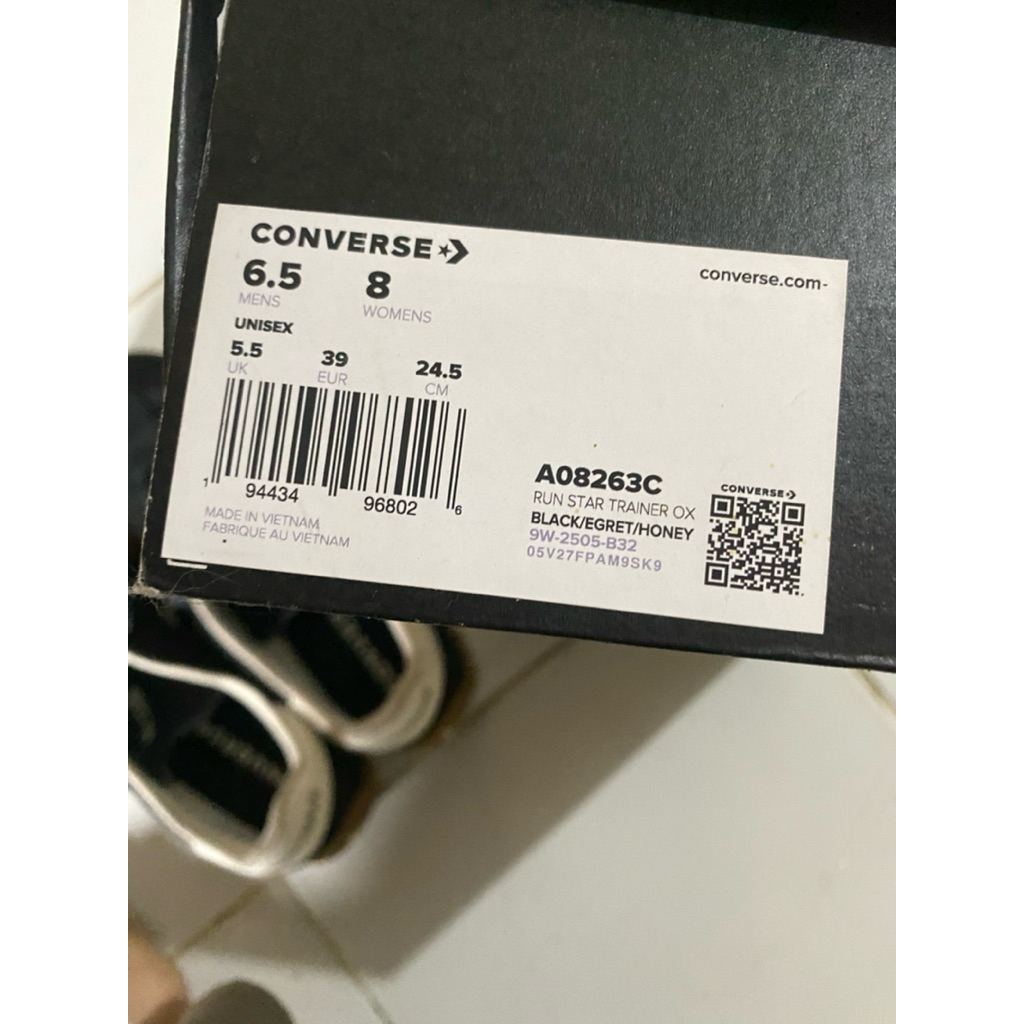 CONVERSE
converse.com-
6.5 8
MENS WOMENS
UNISEX
5.5 39 24.5
UK EUR CM
1 94434 96802 6
MADE IN VIETNAM
FABRIQUE AU VIETNAM
A08263C
RUN STAR TRAINER OX
BLACK/EGRET/HONEY
9W-2505-B32
05V27FPAM9SK9
CONVERSE